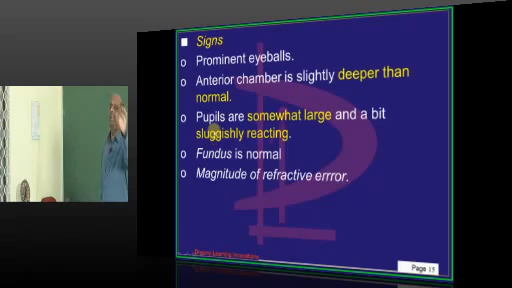 Signs
Prominent eyeballs.
Anterior chamber is slightly deeper than
normal.
Pupils are somewhat large and a bit
sluggishly reacting.
Fundus is normal
Magnitude of refractive errror.
Page 15